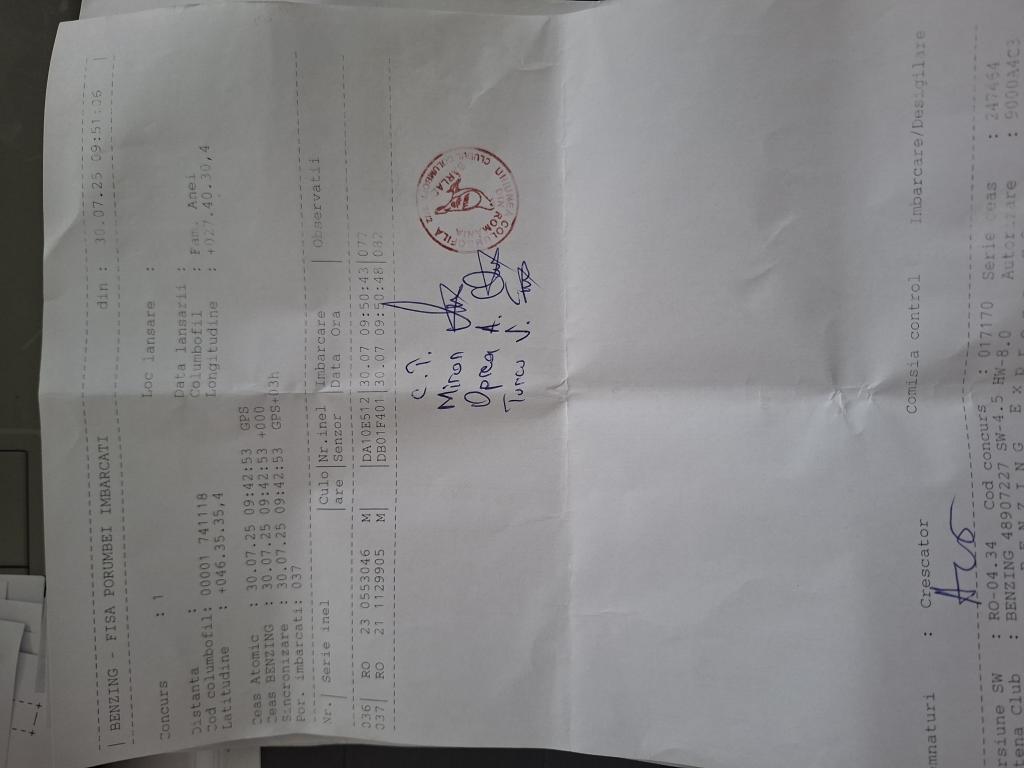 | BENZING - FISA PORUMBEI IMBARCATI din : 30.07.25 09:51:06 |
Concurs : 1 Loc lansare :
Distanta : Data lansarii :
Cod columbofil: 00001 741118 Columbofil : Fam. Anei
Latitudine : +046.35.35,4 Longitudine : +027.40.30,4
Ceas Atomic : 30.07.25 09:42:53 GPS
Ceas BENZING : 30.07.25 09:42:53 +000
Sincronizare : 30.07.25 09:42:53 GPS+03h
Por. imbarcati: 037
Nr.| Serie inel |Culo|Nr.inel |Imbarcare | Observatii
|are |Senzor |Data Ora |
036| RO 23 0553046 M| |DA10E512|30.07 09:50:43|077
037| RO 21 1129905 M| |DB01F401|30.07 09:50:48|082
C. T.
Miron
Oprea A.
Turcu V.
COLUMBOFILA
ROMANIA
mnaturi : Crescator Comisia control Imbarcare/Desigilare
rsiune SW : RO-04.34 Cod concurs : 017170 Serie ceas : 247464
tena Club : BENZING 48907227 SW-4.5 HW-8.0 Autorizare : 9000A4C3
B E N Z I N G E x p r e s